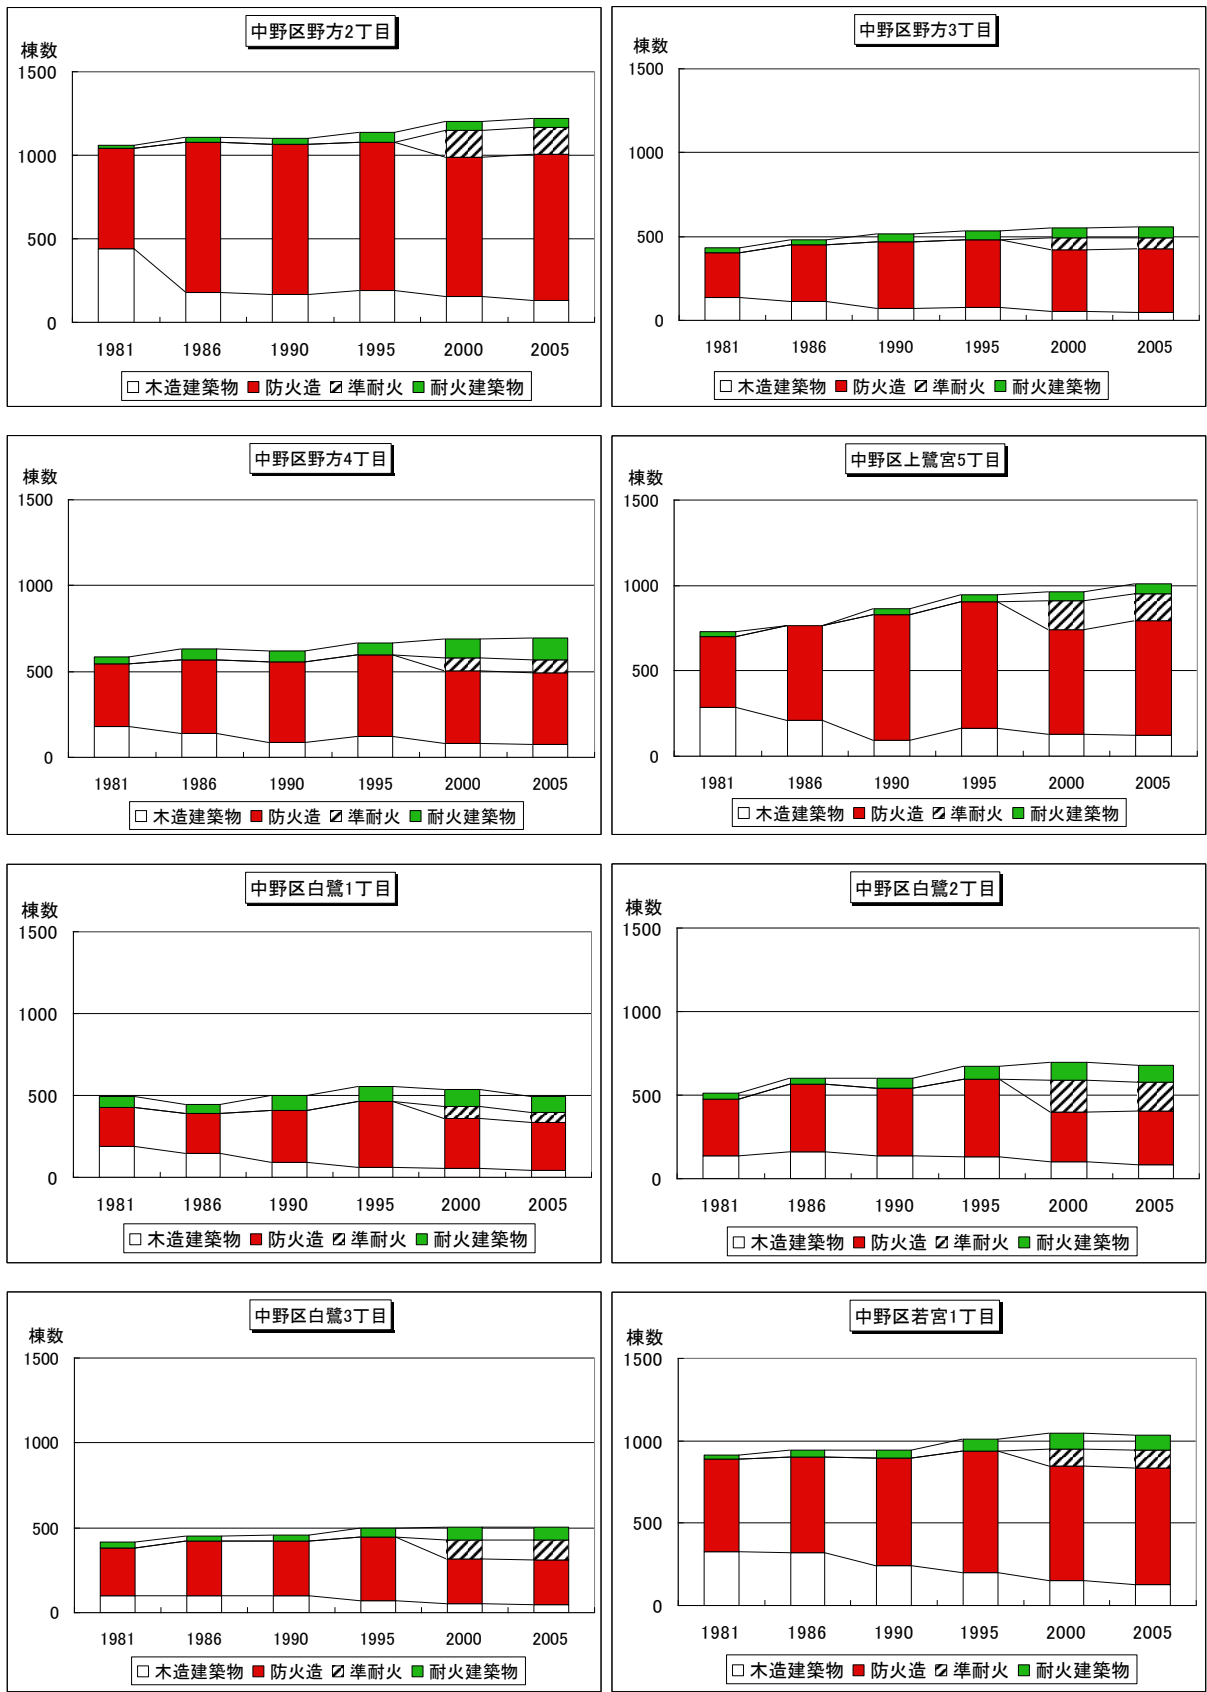 中野区野方2丁目
棟数
1500
1000
500
0
1981 1986 1990 1995 2000 2005
木造建築物 防火造 準耐火 耐火建築物
中野区野方3丁目
棟数
1500
1000
500
0
1981 1986 1990 1995 2000 2005
木造建築物 防火造 準耐火 耐火建築物
中野区野方4丁目
棟数
1500
1000
500
0
1981 1986 1990 1995 2000 2005
木造建築物 防火造 準耐火 耐火建築物
中野区上鷺宮5丁目
棟数
1500
1000
500
0
1981 1986 1990 1995 2000 2005
木造建築物 防火造 準耐火 耐火建築物
中野区白鷺1丁目
棟数
1500
1000
500
0
1981 1986 1990 1995 2000 2005
木造建築物 防火造 準耐火 耐火建築物
中野区白鷺2丁目
棟数
1500
1000
500
0
1981 1986 1990 1995 2000 2005
木造建築物 防火造 準耐火 耐火建築物
中野区白鷺3丁目
棟数
1500
1000
500
0
1981 1986 1990 1995 2000 2005
木造建築物 防火造 準耐火 耐火建築物
中野区若宮1丁目
棟数
1500
1000
500
0
1981 1986 1990 1995 2000 2005
木造建築物 防火造 準耐火 耐火建築物